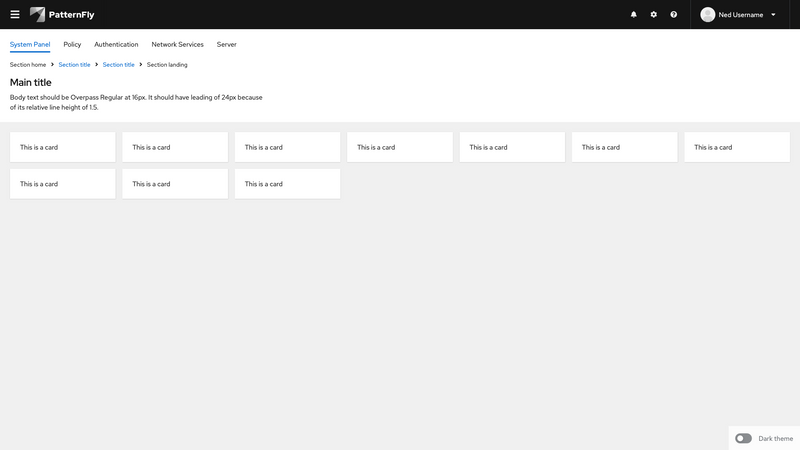 PatternFly
Ned Username
System Panel Policy Authentication Network Services Server
Section home Section title Section title Section landing
Main title
Body text should be Overpass Regular at 16px. It should have leading of 24px because
of its relative line height of 1.5.
This is a card This is a card This is a card This is a card This is a card This is a card This is a card
This is a card This is a card This is a card
Dark theme